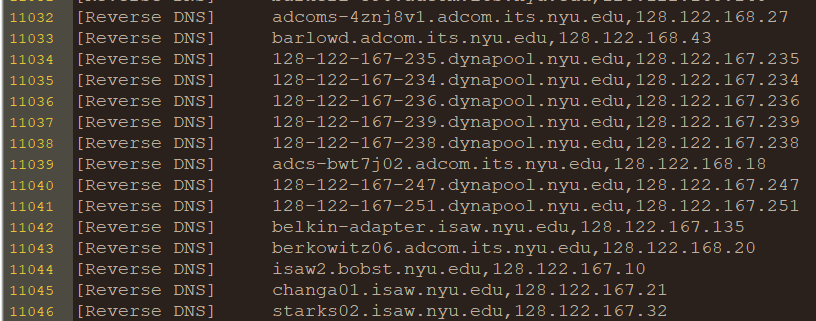 11032 [Reverse DNS] adcoms-4znj8v1.adcom.its.nyu.edu,128.122.168.27
11033 [Reverse DNS] barlowd.adcom.its.nyu.edu,128.122.168.43
11034 [Reverse DNS] 128-122-167-235.dynapool.nyu.edu,128.122.167.235
11035 [Reverse DNS] 128-122-167-234.dynapool.nyu.edu,128.122.167.234
11036 [Reverse DNS] 128-122-167-236.dynapool.nyu.edu,128.122.167.236
11037 [Reverse DNS] 128-122-167-239.dynapool.nyu.edu,128.122.167.239
11038 [Reverse DNS] 128-122-167-238.dynapool.nyu.edu,128.122.167.238
11039 [Reverse DNS] adcs-bwt7j02.adcom.its.nyu.edu,128.122.168.18
11040 [Reverse DNS] 128-122-167-247.dynapool.nyu.edu,128.122.167.247
11041 [Reverse DNS] 128-122-167-251.dynapool.nyu.edu,128.122.167.251
11042 [Reverse DNS] belkin-adapter.isaw.nyu.edu,128.122.167.135
11043 [Reverse DNS] berkowitz06.adcom.its.nyu.edu,128.122.168.20
11044 [Reverse DNS] isaw2.bobst.nyu.edu,128.122.167.10
11045 [Reverse DNS] changa01.isaw.nyu.edu,128.122.167.21
11046 [Reverse DNS] starks02.isaw.nyu.edu,128.122.167.32